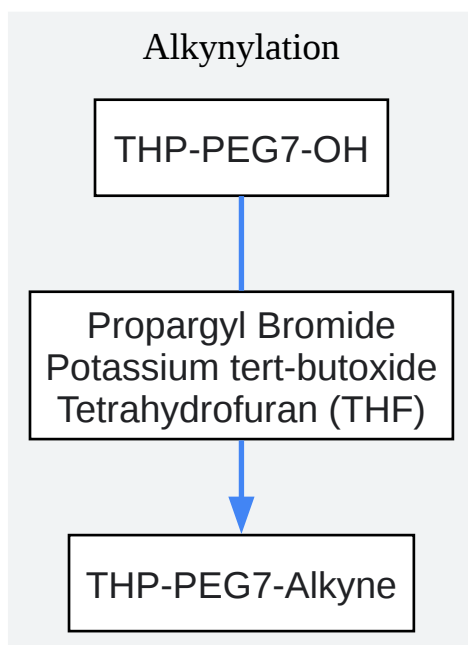 Alkynylation
THP-PEG7-OH
Propargyl Bromide
Potassium tert-butoxide
Tetrahydrofuran (THF)
THP-PEG7-Alkyne